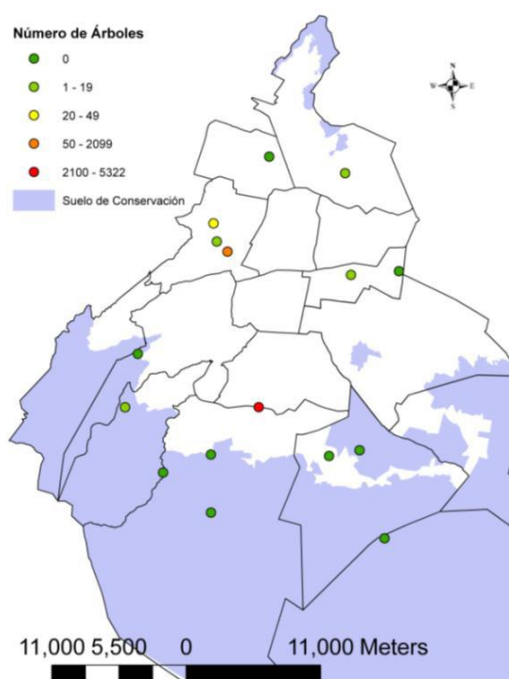 Número de Árboles
0
1 - 19
20 - 49
50 - 2099
2100 - 5322
Suelo de Conservación
N
W E
S
11,000 5,500 0 11,000 Meters